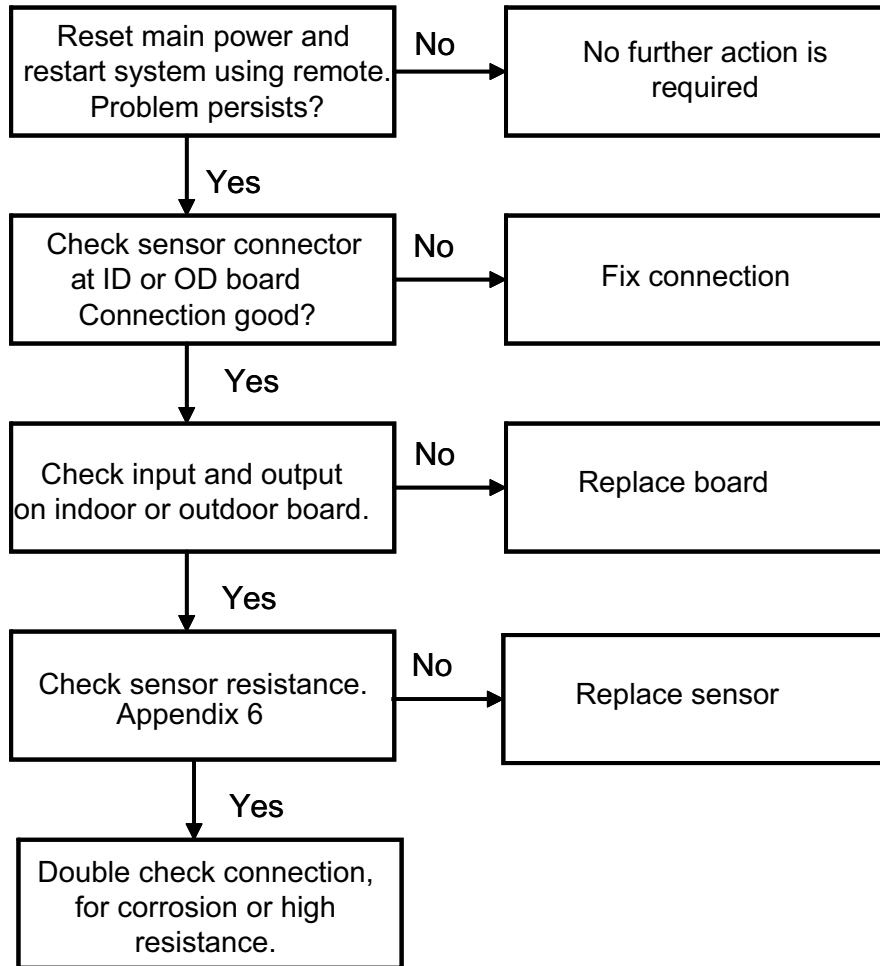 Reset main power and
restart system using remote.
Problem persists?
No
No further action is
required
Yes
Check sensor connector
at ID or OD board
Connection good?
No
Fix connection
Yes
Check input and output
on indoor or outdoor board.
No
Replace board
Yes
Check sensor resistance.
Appendix 6
No
Replace sensor
Yes
Double check connection,
for corrosion or high
resistance.